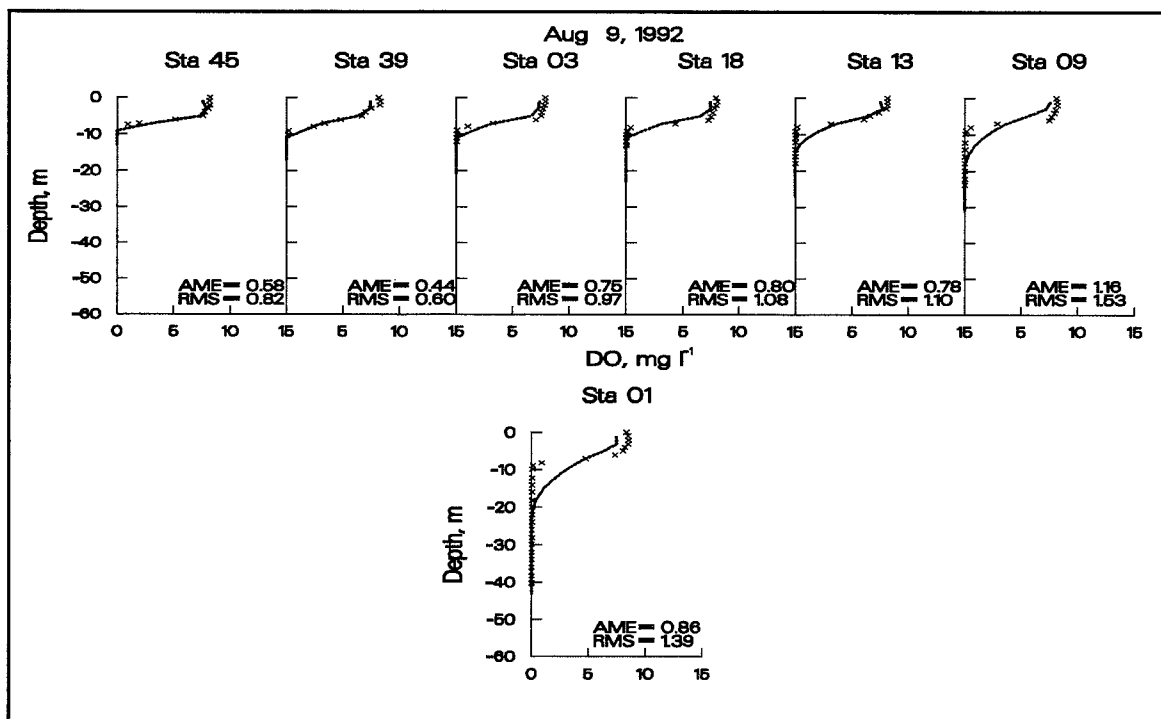 Aug 9, 1992
Sta 45 Sta 39 Sta 03 Sta 18 Sta 13 Sta 09
0
-10
-20
-30
-40
-50
-60
Depth, m
AME = 0.58 AME = 0.44 AME = 0.75 AME = 0.80 AME = 0.78 AME = 1.16
RMS = 0.82 RMS = 0.60 RMS = 0.97 RMS = 1.08 RMS = 1.10 RMS = 1.53
0 5 10 15 5 10 15 5 10 15 5 10 15 5 10 15 5 10 15
DO, mg l¹
Sta 01
0
-10
-20
-30
-40
-50
-60
Depth, m
AME = 0.86
RMS = 1.39
0 5 10 15